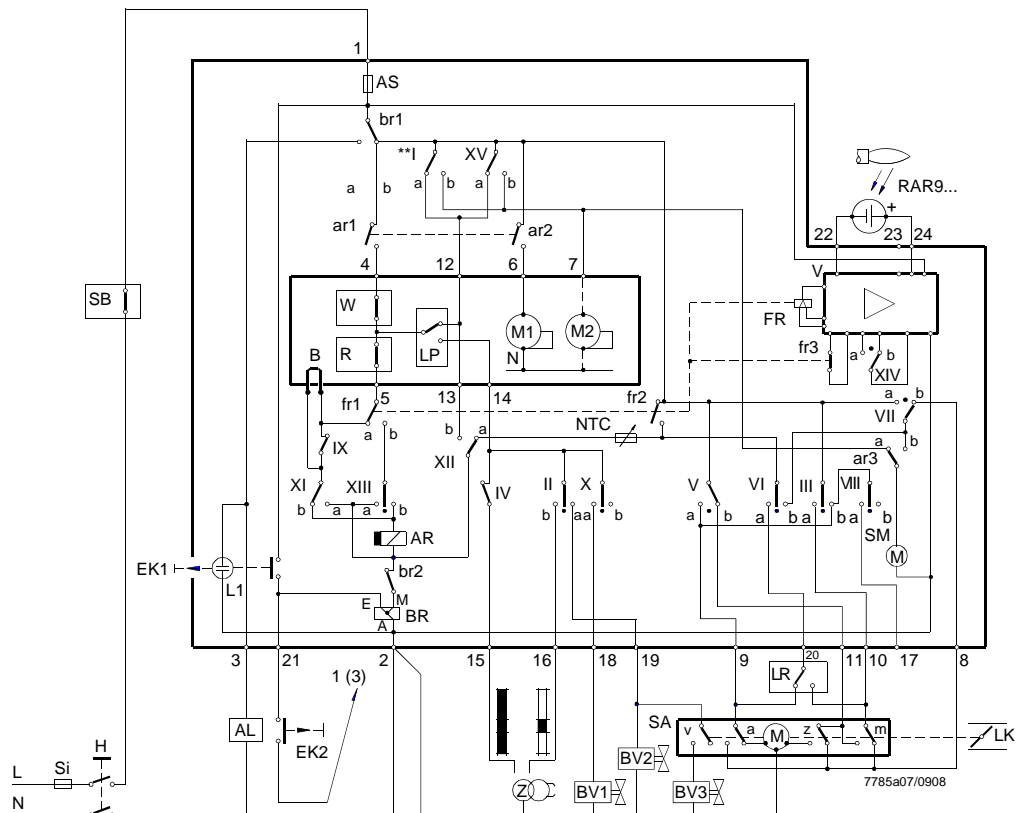 1
AS
br1
**I
XV
a b a b a b
RAR9...
+
ar1
ar2
22 23 24
4 12 6 7
V
SB
W
M1
M2
FR
LP
R
N
B
fr3
a b
XIV
fr1
5 13 14
fr2
a b
VII
a b
b a
NTC
a b
ar3
IX
XII
XI
XIII
IV
II
X
V
VI
III
VIII
b a a b
b a a b
a b a b a b a b
SM
AR
M
EK1
L1
br2
E M
BR
A
3 21 2 15 16 18 19 9 20 11 10 17 8
1 (3)
LR
AL
SA
v a M z m
LK
EK2
H
BV2
L
Si
Z
BV1
BV3
7785a07/0908
N